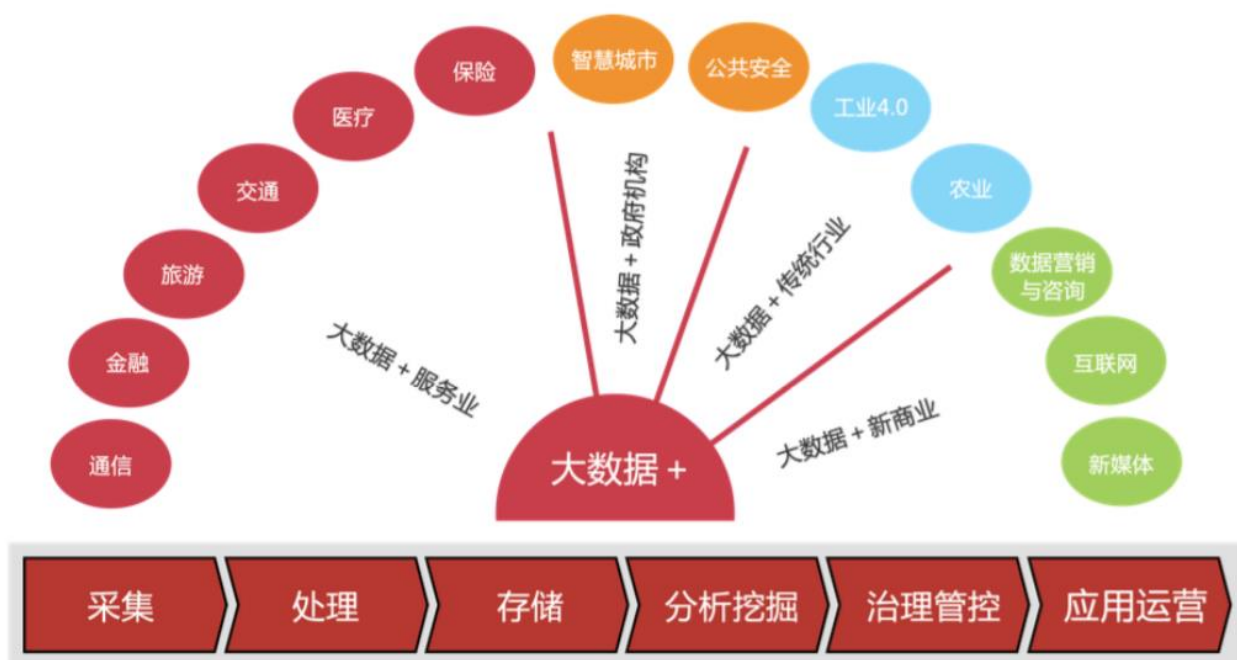 保险
智慧城市
公共安全
医疗
工业4.0
交通
农业
旅游
数据营销
与咨询
金融
互联网
通信
新媒体
大数据+服务业
大数据+政府机构
大数据+传统行业
大数据+新商业
大数据+
采集
处理
存储
分析挖掘
治理管控
应用运营